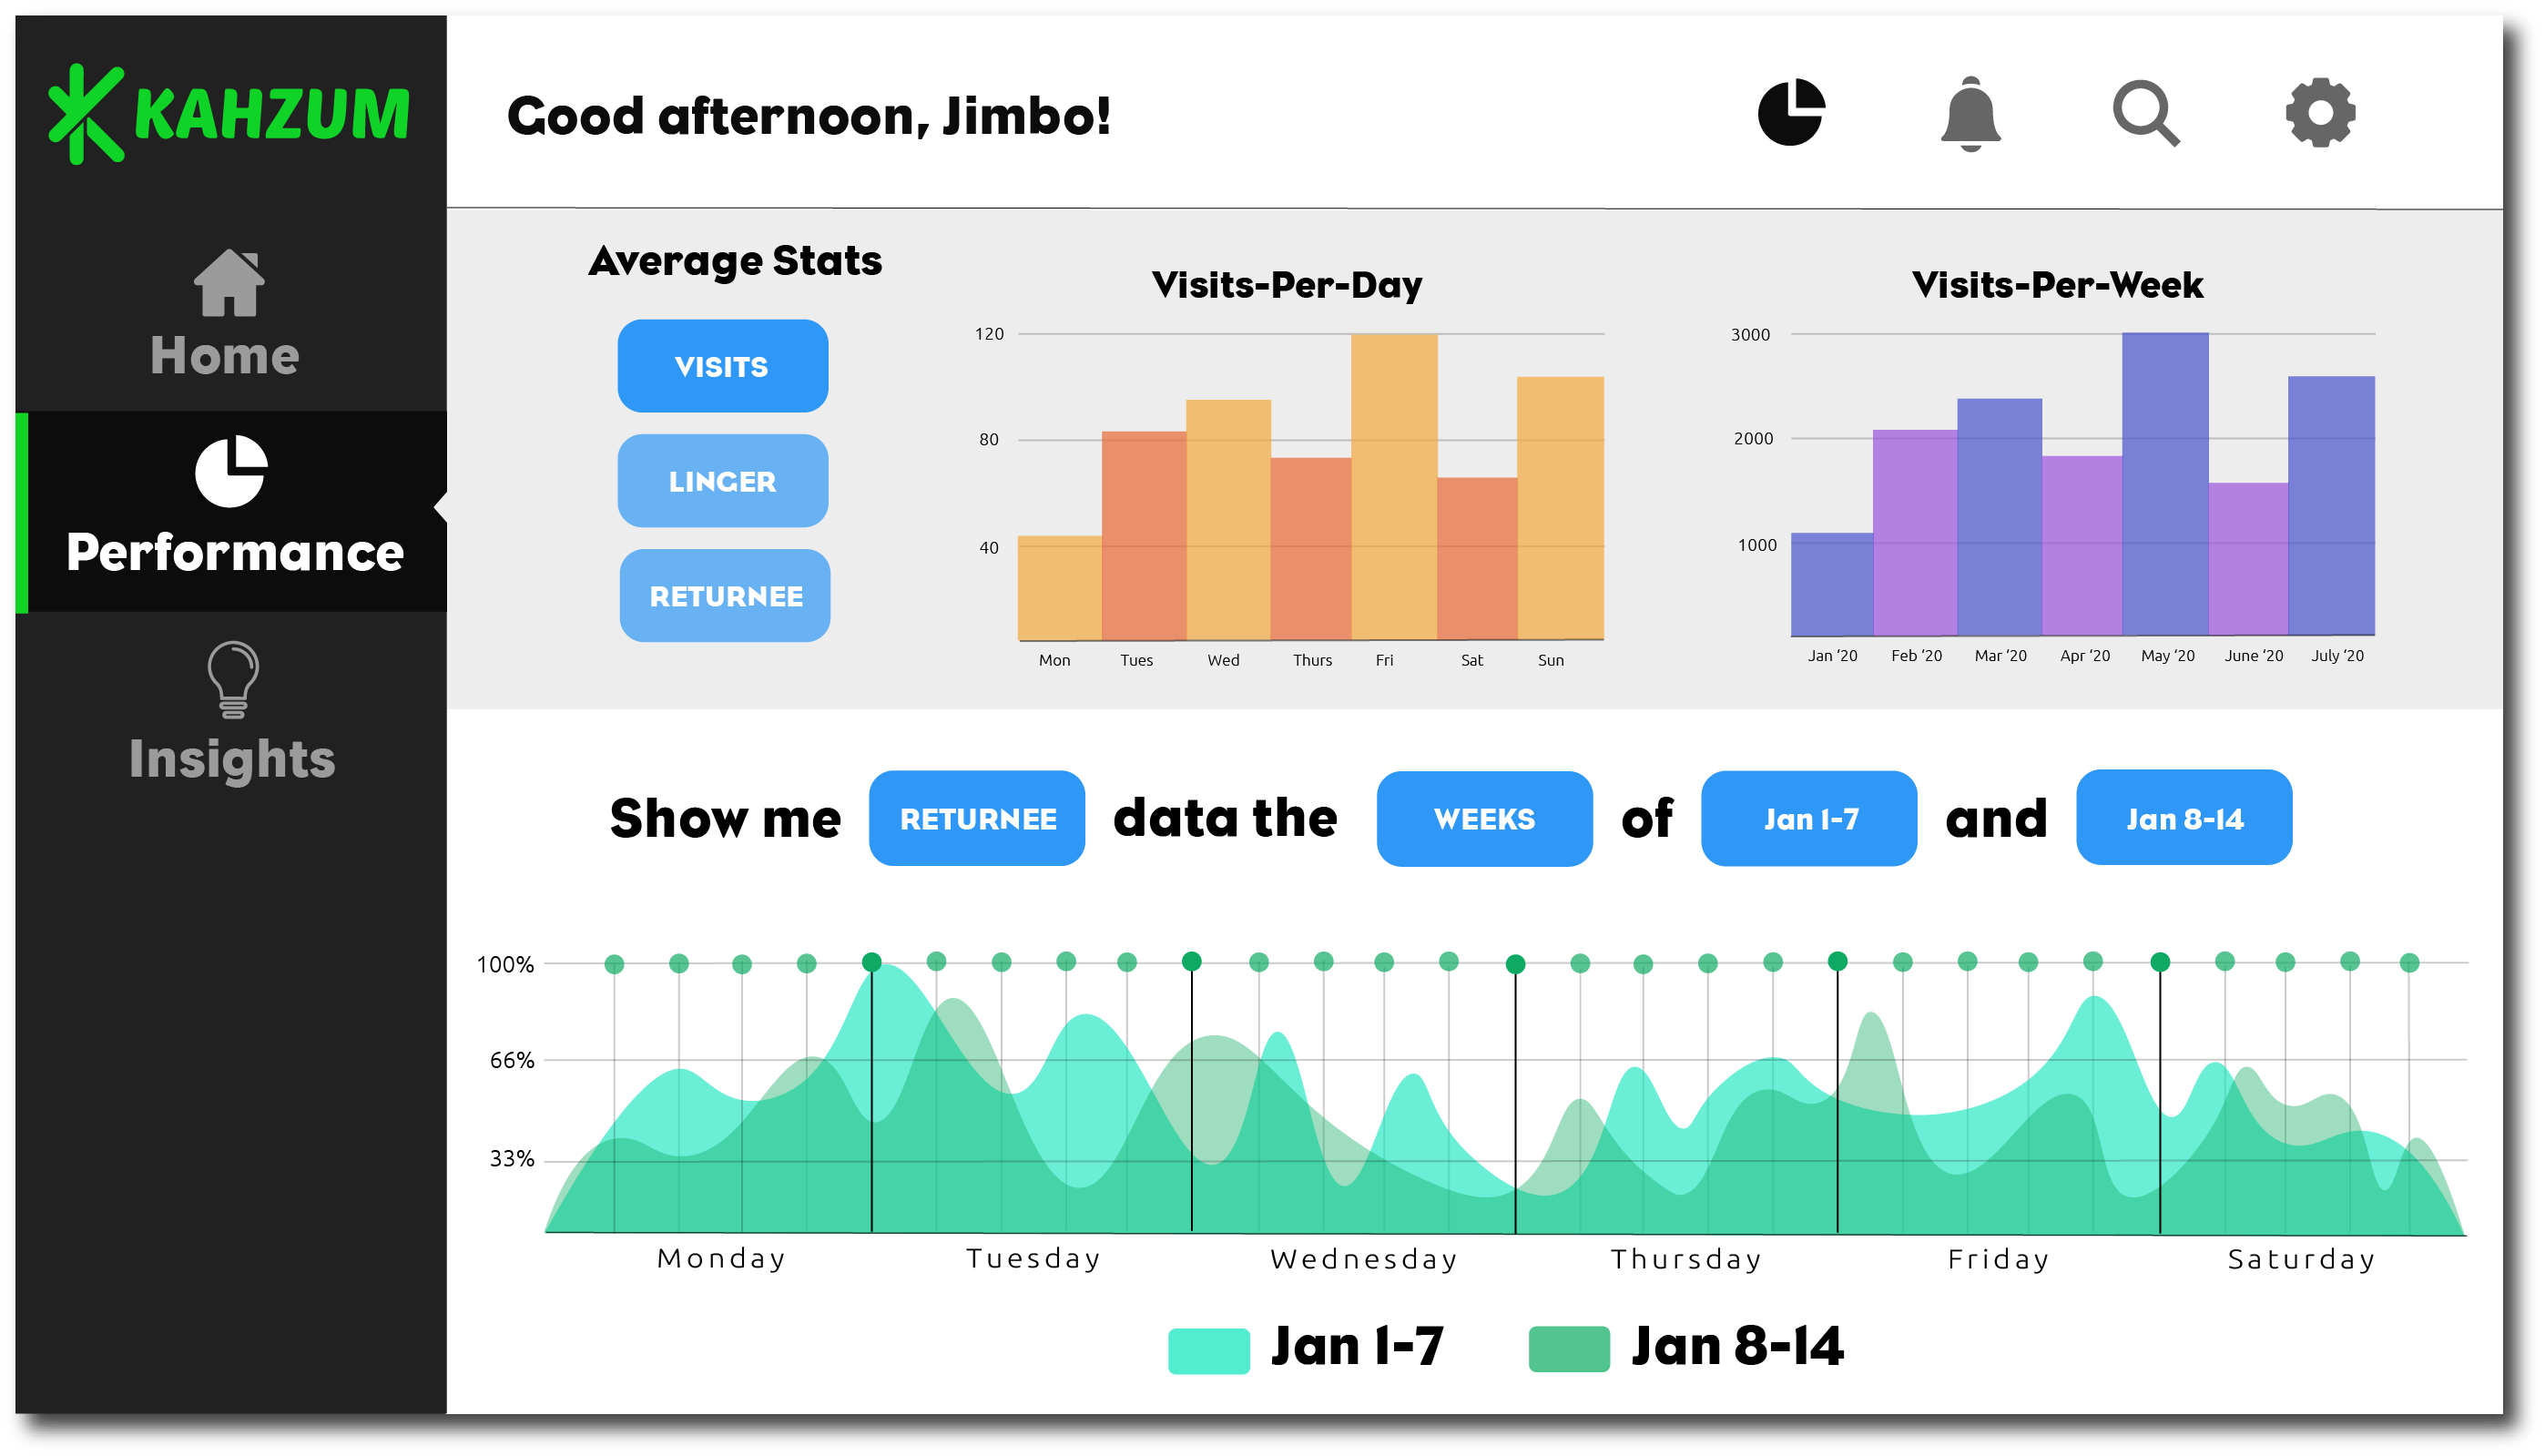 KAHZUM
Good afternoon, Jimbo!
Home
Performance
Insights
Average Stats
VISITS
LINGER
RETURNEE
Visits-Per-Day
120
80
40
Mon Tues Wed Thurs Fri Sat Sun
Visits-Per-Week
3000
2000
1000
Jan ‘20 Feb ‘20 Mar ‘20 Apr ‘20 May ‘20 June ‘20 July ‘20
Show me RETURNEE data the WEEKS of Jan 1-7 and Jan 8-14
100%
66%
33%
Monday Tuesday Wednesday Thursday Friday Saturday
Jan 1-7 Jan 8-14